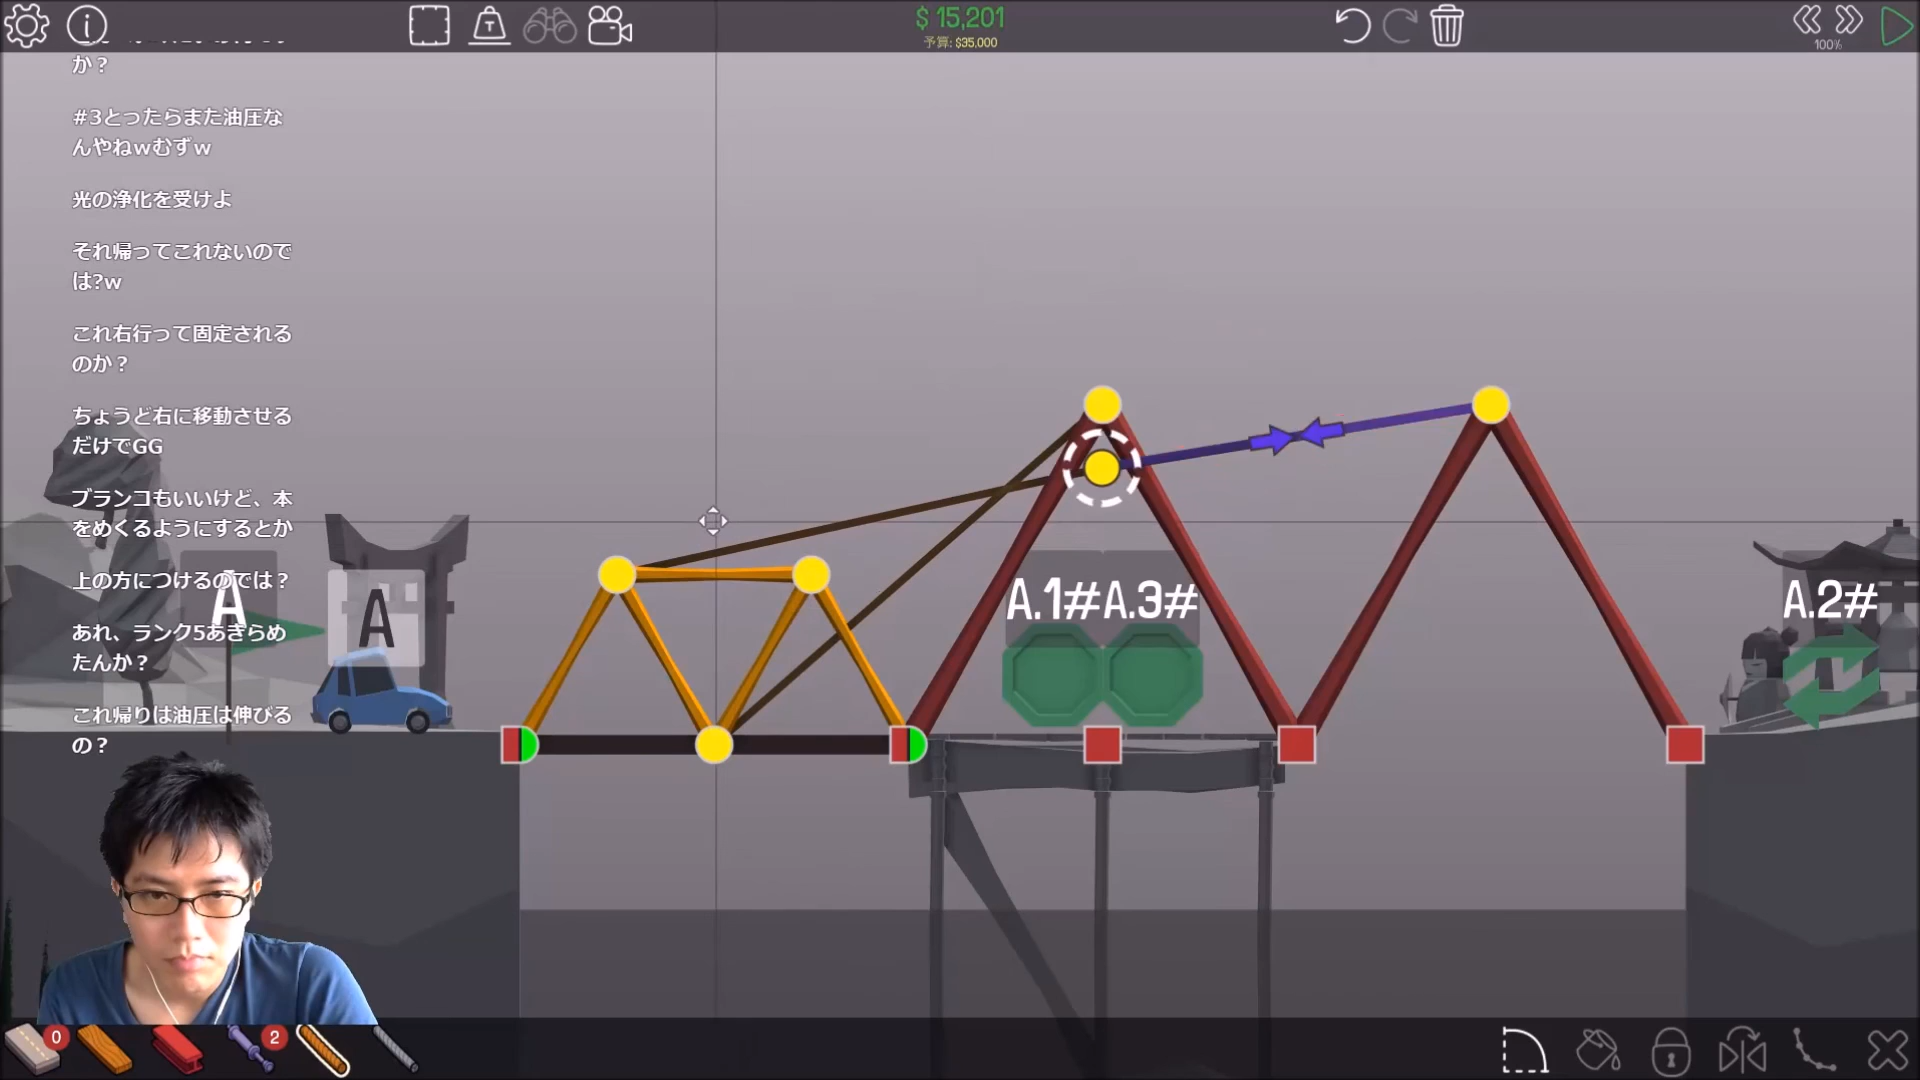 $ 15,201
予算: $35,000
100%
か？
#3とったらまた油圧な
んやねwむずw
光の浄化を受けよ
それ帰ってこれないので
は?w
これ右行って固定される
のか？
ちょうど右に移動させる
だけでGG
ブランコもいいけど、本
をめくるようにするとか
上の方につけるのでは？
あれ、ランク5あきらめ
たんか？
これ帰りは油圧は伸びる
の？
A
A
A.1#
A.3#
A.2#
0
2